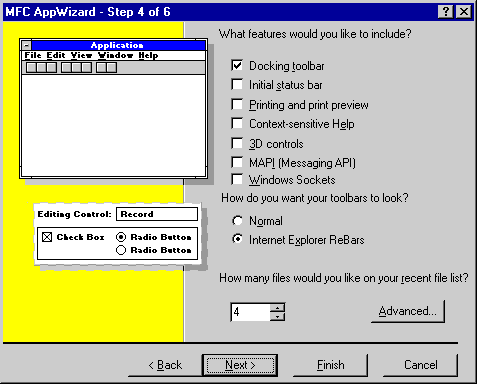 MFC AppWizard - Step 4 of 6
What features would you like to include?
Application
File Edit View Window Help
Docking toolbar
Initial status bar
Printing and print preview
Context-sensitive Help
3D controls
MAPI (Messaging API)
Windows Sockets
How do you want your toolbars to look?
Normal
Internet Explorer ReBars
Editing Control: Record
Check Box
Radio Button
Radio Button
How many files would you like on your recent file list?
4
Advanced...
< Back
Next >
Finish
Cancel